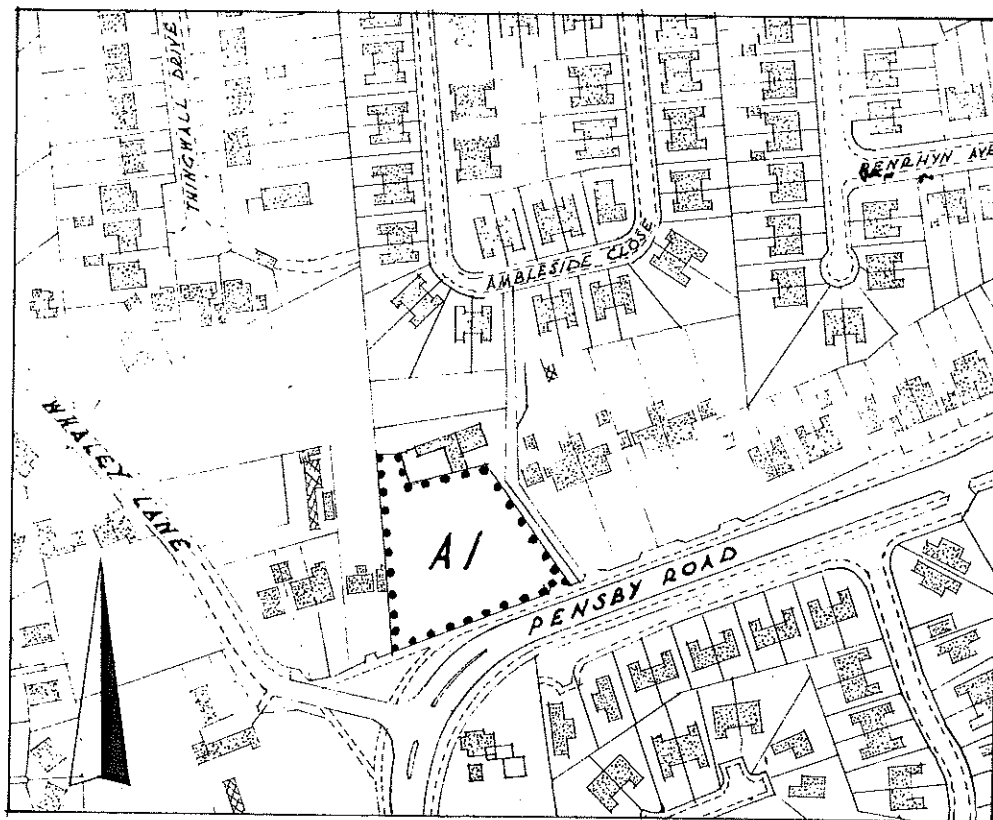 THINGWALL DRIVE
PENRHYN AVE
AMBLESIDE CLOSE
WHALEY LANE
A1
PENSBY ROAD